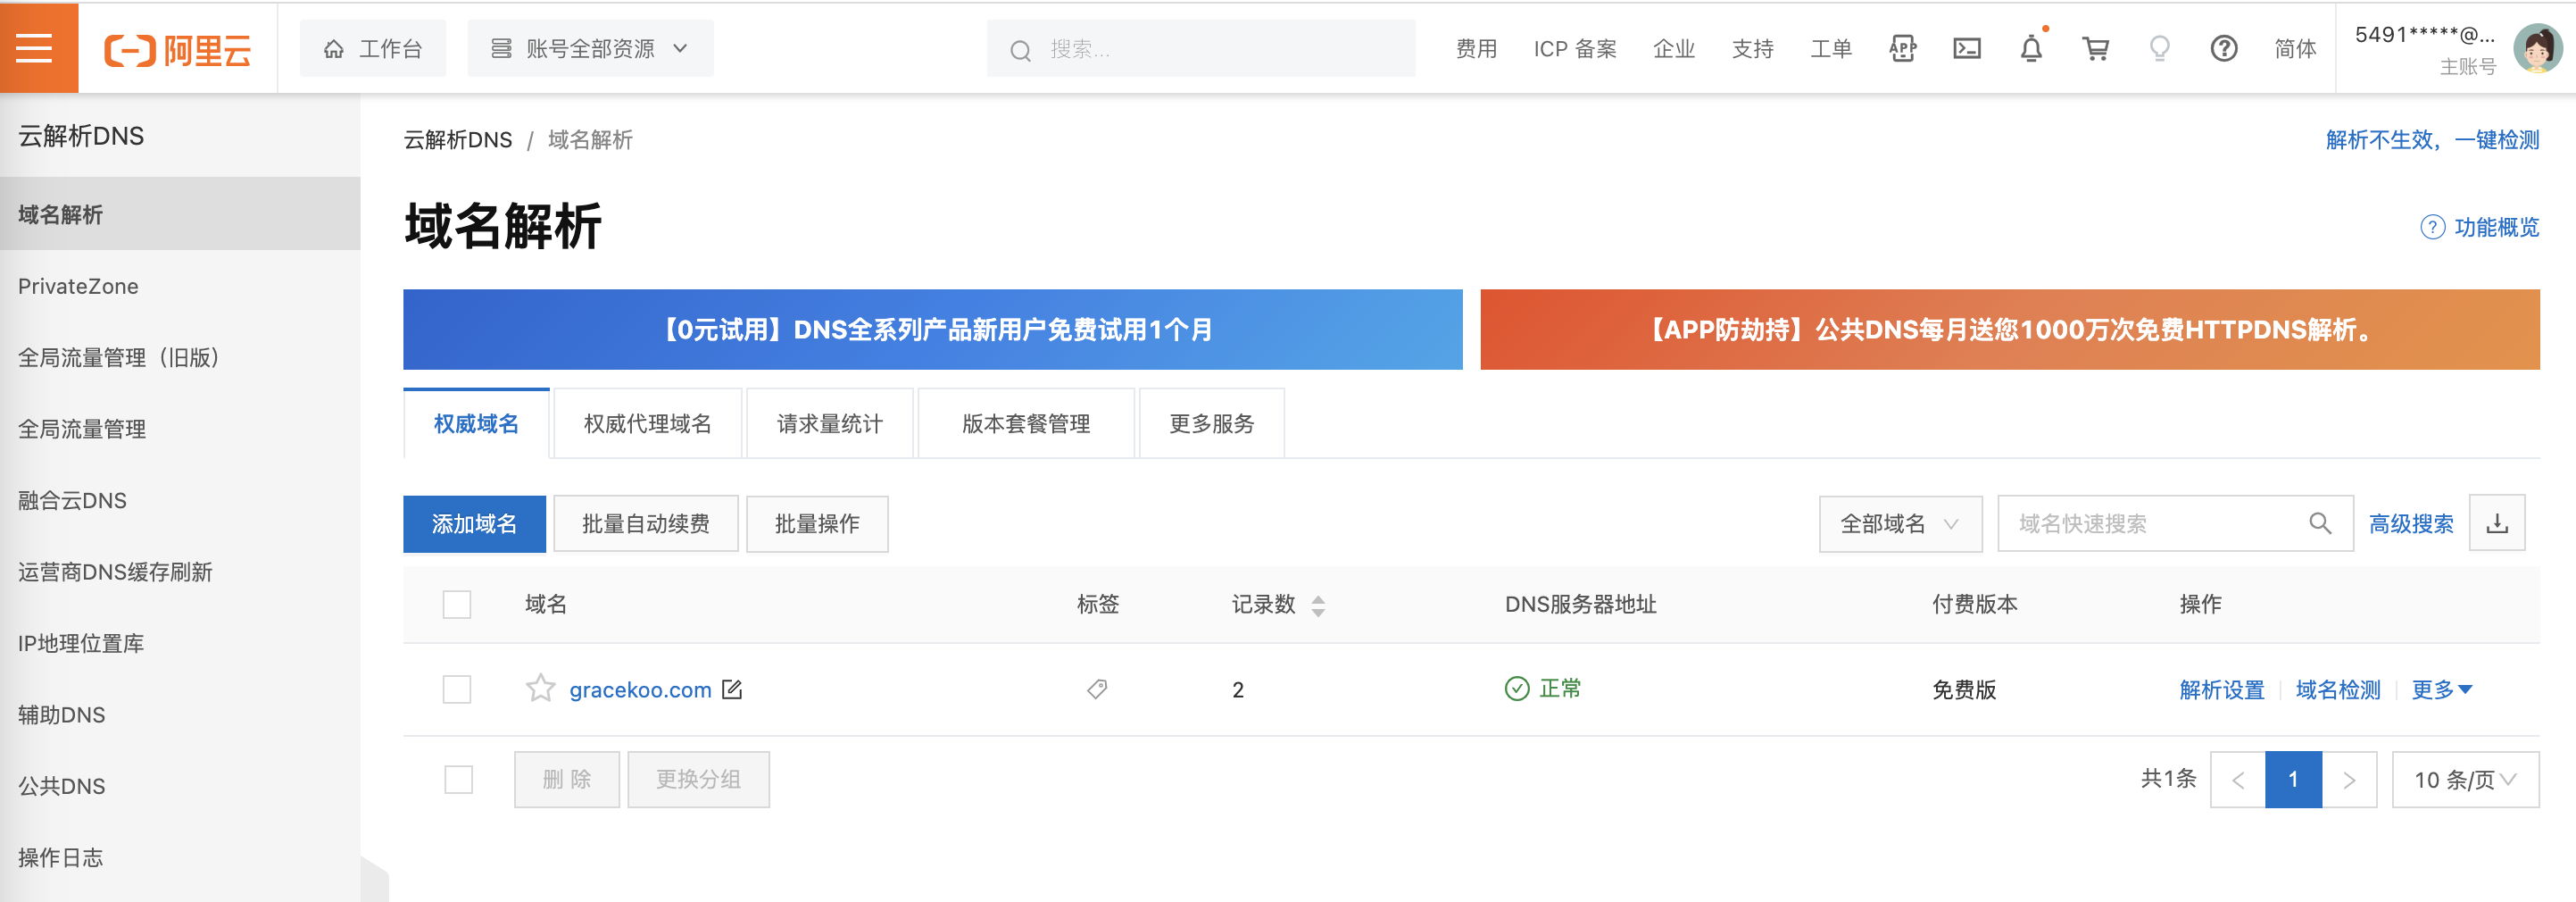 阿里云
工作台
账号全部资源
搜索...
费用
ICP 备案
企业
支持
工单
APP
简体
5491*****@...
主账号
云解析DNS
域名解析
PrivateZone
全局流量管理（旧版）
全局流量管理
融合云DNS
运营商DNS缓存刷新
IP地理位置库
辅助DNS
公共DNS
操作日志
云解析DNS / 域名解析
解析不生效，一键检测
域名解析
功能概览
【0元试用】DNS全系列产品新用户免费试用1个月
【APP防劫持】公共DNS每月送您1000万次免费HTTPDNS解析。
权威域名
权威代理域名
请求量统计
版本套餐管理
更多服务
添加域名
批量自动续费
批量操作
全部域名
域名快速搜索
高级搜索
域名 标签 记录数 DNS服务器地址 付费版本 操作
gracekoo.com 2 正常 免费版 解析设置 域名检测 更多
删 除
更换分组
共1条
1
10 条/页